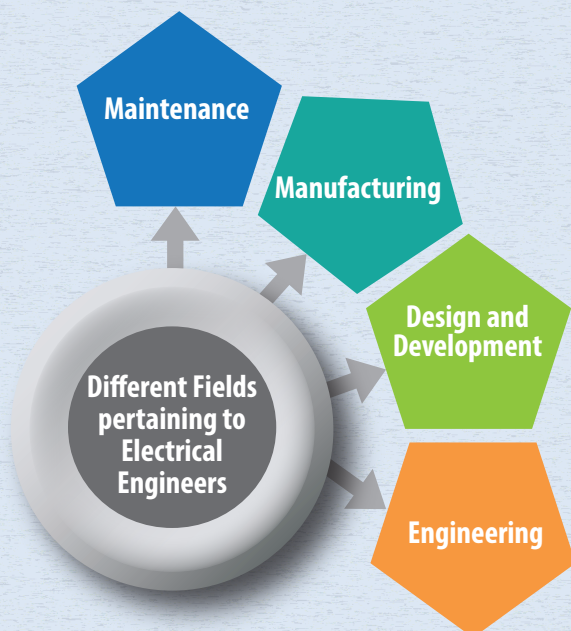 Maintenance
Manufacturing
Design and
Development
Different Fields
pertaining to
Electrical
Engineers
Engineering